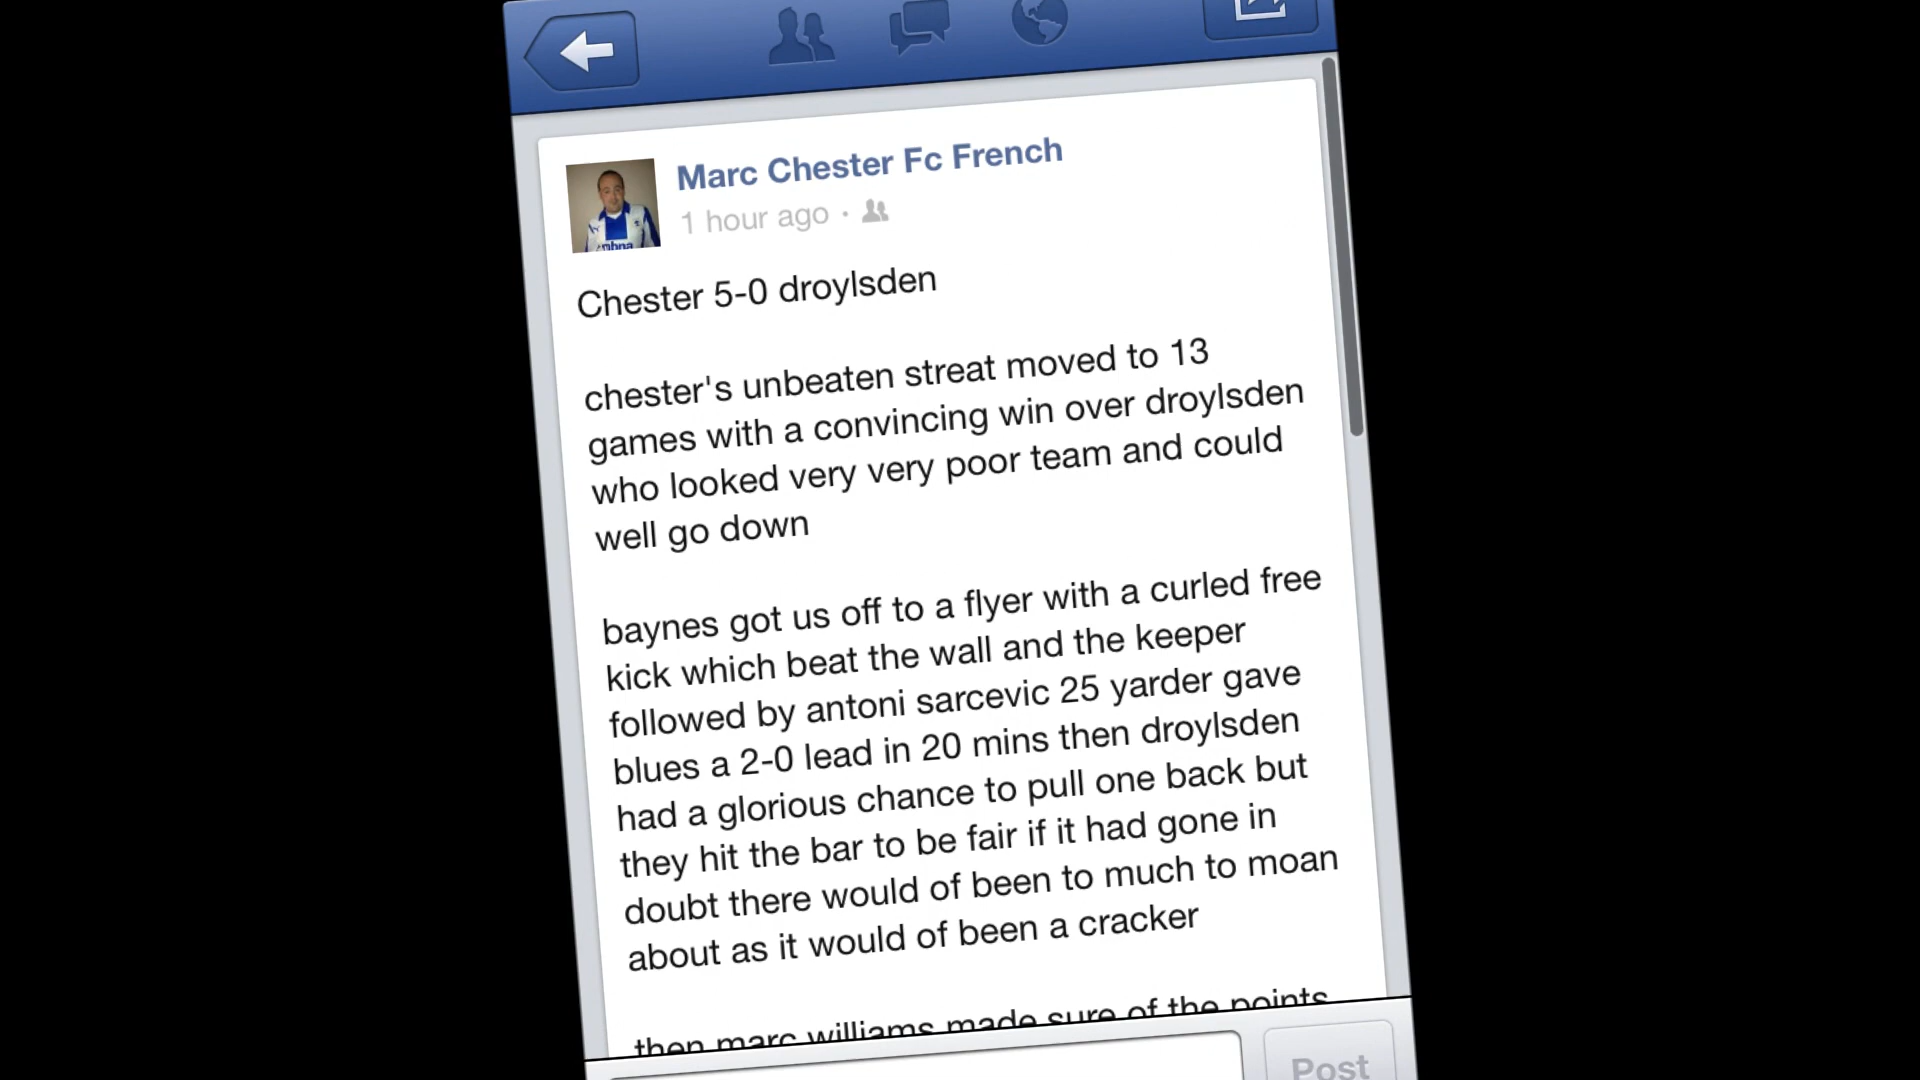 Marc Chester Fc French
1 hour ago ·
mbna
Chester 5-0 droylsden
chester's unbeaten streat moved to 13
games with a convincing win over droylsden
who looked very very poor team and could
well go down
baynes got us off to a flyer with a curled free
kick which beat the wall and the keeper
followed by antoni sarcevic 25 yarder gave
blues a 2-0 lead in 20 mins then droylsden
had a glorious chance to pull one back but
they hit the bar to be fair if it had gone in
doubt there would of been to much to moan
about as it would of been a cracker
then marc williams made sure of the points
Post